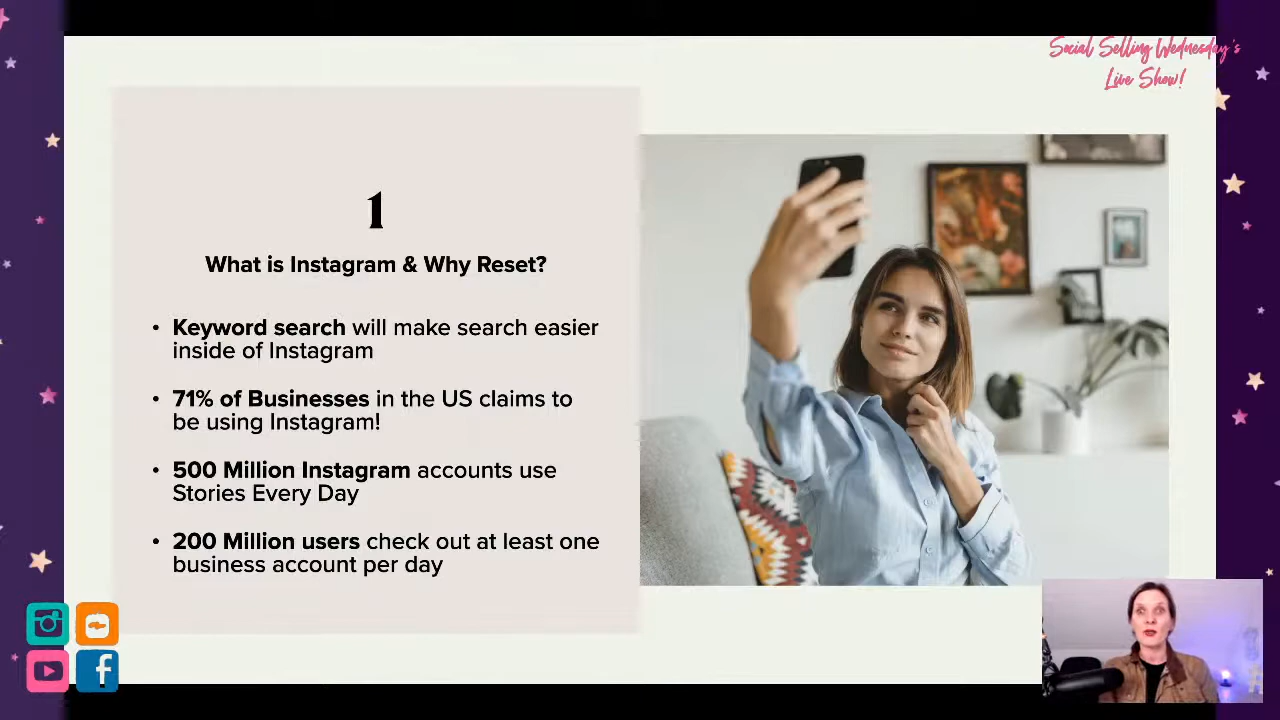 Social Selling Wednesday's
Live Show!
1
What is Instagram & Why Reset?
• Keyword search will make search easier
inside of Instagram
• 71% of Businesses in the US claims to
be using Instagram!
• 500 Million Instagram accounts use
Stories Every Day
• 200 Million users check out at least one
business account per day
f